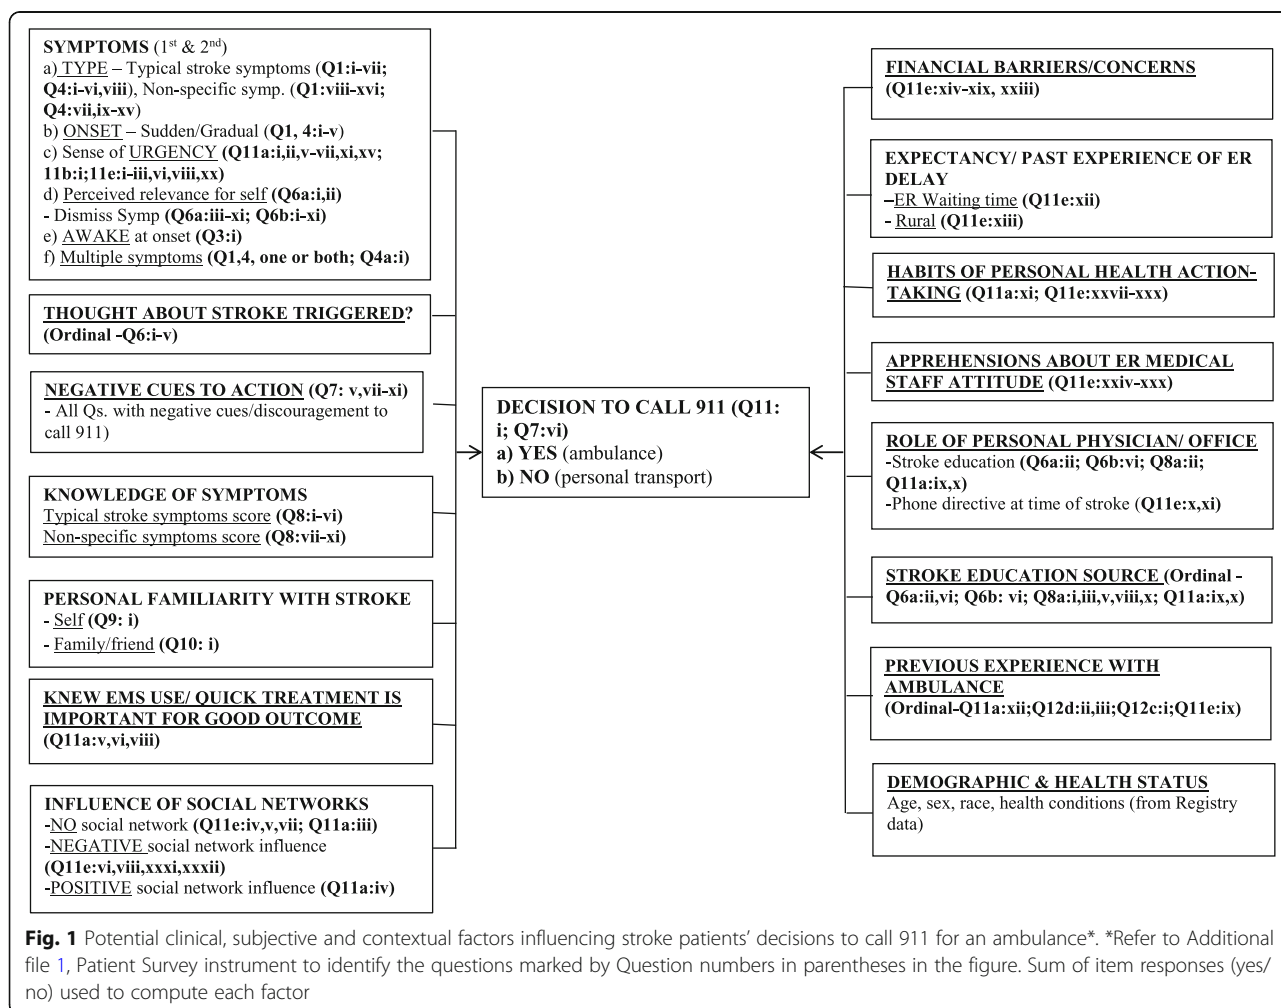 SYMPTOMS (1st & 2nd)
a) TYPE – Typical stroke symptoms (Q1:i-vii;
Q4:i-vi,viii), Non-specific symp. (Q1:viii-xvi;
Q4:vii,ix-xv)
b) ONSET – Sudden/Gradual (Q1, 4:i-v)
c) Sense of URGENCY (Q11a:i,ii,v-vii,xi,xv;
11b:i;11e:i-iii,vi,viii,xx)
d) Perceived relevance for self (Q6a:i,ii)
- Dismiss Symp (Q6a:iii-xi; Q6b:i-xi)
e) AWAKE at onset (Q3:i)
f) Multiple symptoms (Q1,4, one or both; Q4a:i)
THOUGHT ABOUT STROKE TRIGGERED?
(Ordinal -Q6:i-v)
NEGATIVE CUES TO ACTION (Q7: v,vii-xi)
- All Qs. with negative cues/discouragement to
call 911)
KNOWLEDGE OF SYMPTOMS
Typical stroke symptoms score (Q8:i-vi)
Non-specific symptoms score (Q8:vii-xi)
PERSONAL FAMILIARITY WITH STROKE
- Self (Q9: i)
- Family/friend (Q10: i)
KNEW EMS USE/ QUICK TREATMENT IS
IMPORTANT FOR GOOD OUTCOME
(Q11a:v,vi,viii)
INFLUENCE OF SOCIAL NETWORKS
-NO social network (Q11e:iv,v,vii; Q11a:iii)
-NEGATIVE social network influence
(Q11e:vi,viii,xxxi,xxxii)
-POSITIVE social network influence (Q11a:iv)
DECISION TO CALL 911 (Q11:
i; Q7:vi)
a) YES (ambulance)
b) NO (personal transport)
FINANCIAL BARRIERS/CONCERNS
(Q11e:xiv-xix, xxiii)
EXPECTANCY/ PAST EXPERIENCE OF ER
DELAY
–ER Waiting time (Q11e:xii)
- Rural (Q11e:xiii)
HABITS OF PERSONAL HEALTH ACTION-
TAKING (Q11a:xi; Q11e:xxvii-xxx)
APPREHENSIONS ABOUT ER MEDICAL
STAFF ATTITUDE (Q11e:xxiv-xxx)
ROLE OF PERSONAL PHYSICIAN/ OFFICE
-Stroke education (Q6a:ii; Q6b:vi; Q8a:ii;
Q11a:ix,x)
-Phone directive at time of stroke (Q11e:x,xi)
STROKE EDUCATION SOURCE (Ordinal -
Q6a:ii,vi; Q6b: vi; Q8a:i,iii,v,viii,x; Q11a:ix,x)
PREVIOUS EXPERIENCE WITH
AMBULANCE
(Ordinal-Q11a:xii;Q12d:ii,iii;Q12c:i;Q11e:ix)
DEMOGRAPHIC & HEALTH STATUS
Age, sex, race, health conditions (from Registry
data)
Fig. 1 Potential clinical, subjective and contextual factors influencing stroke patients' decisions to call 911 for an ambulance*. *Refer to Additional
file 1, Patient Survey instrument to identify the questions marked by Question numbers in parentheses in the figure. Sum of item responses (yes/
no) used to compute each factor